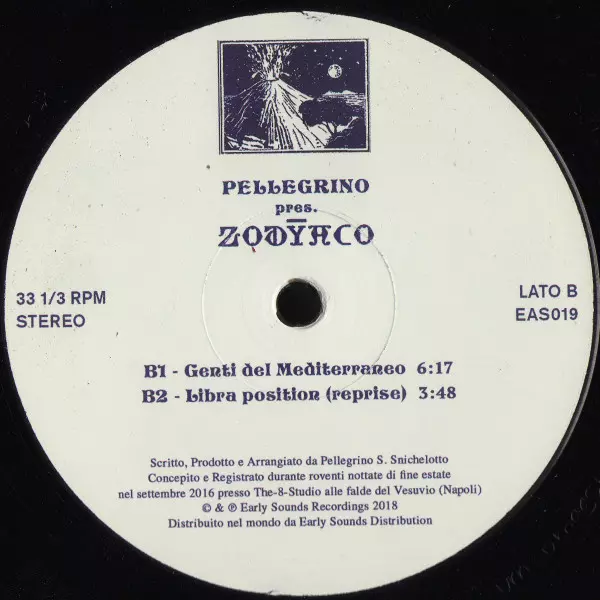 PELLEGRINO
pres.
ZODYACO
33 1/3 RPM
STEREO
LATO B
EAS019
B1 - Genti del Mediterraneo 6:17
B2 - Libra position (reprise) 3:48
Scritto, Prodotto e Arrangiato da Pellegrino S. Snichelotto
Concepito e Registrato durante roventi nottate di fine estate
nel settembre 2016 presso The-8-Studio alle falde del Vesuvio (Napoli)
© & ℗ Early Sounds Recordings 2018
Distribuito nel mondo da Early Sounds Distribution